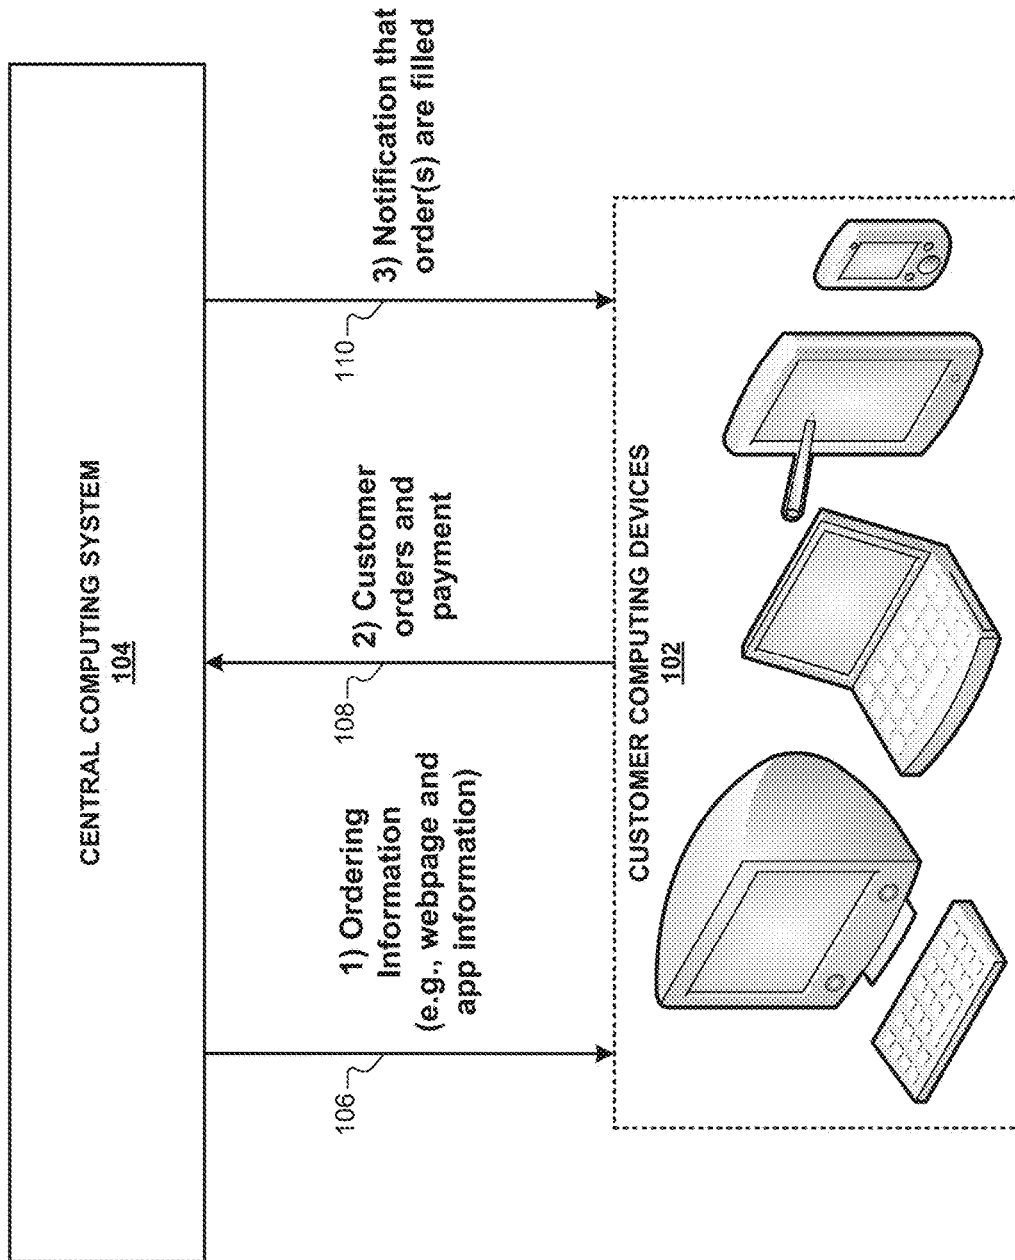 CENTRAL COMPUTING SYSTEM
104
106
1) Ordering
Information
(e.g., webpage and
app information)
108
2) Customer
orders and
payment
110
3) Notification that
order(s) are filled
CUSTOMER COMPUTING DEVICES
102